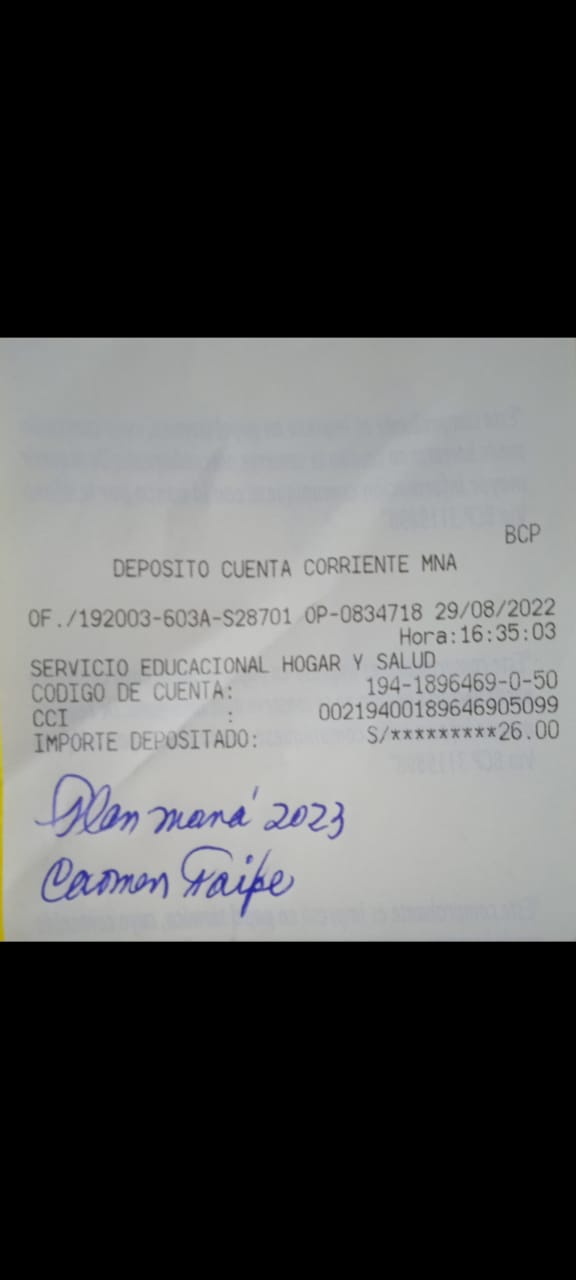 BCP
DEPOSITO CUENTA CORRIENTE MNA
OF./192003-603A-S28701 OP-0834718 29/08/2022
Hora:16:35:03
SERVICIO EDUCACIONAL HOGAR Y SALUD
CODIGO DE CUENTA: 194-1896469-0-50
CCI : 00219400189646905099
IMPORTE DEPOSITADO: S/*********26.00
Plan maná 2023
Carmen Taipe